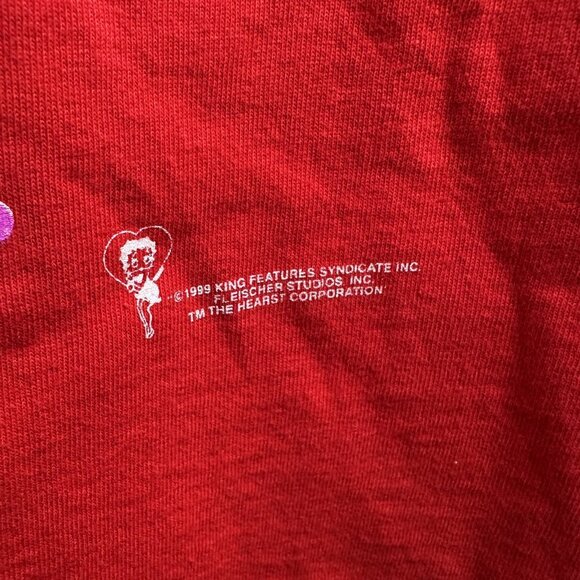 ©1999 KING FEATURES SYNDICATE INC.
FLEISCHER STUDIOS, INC.
TM THE HEARST CORPORATION